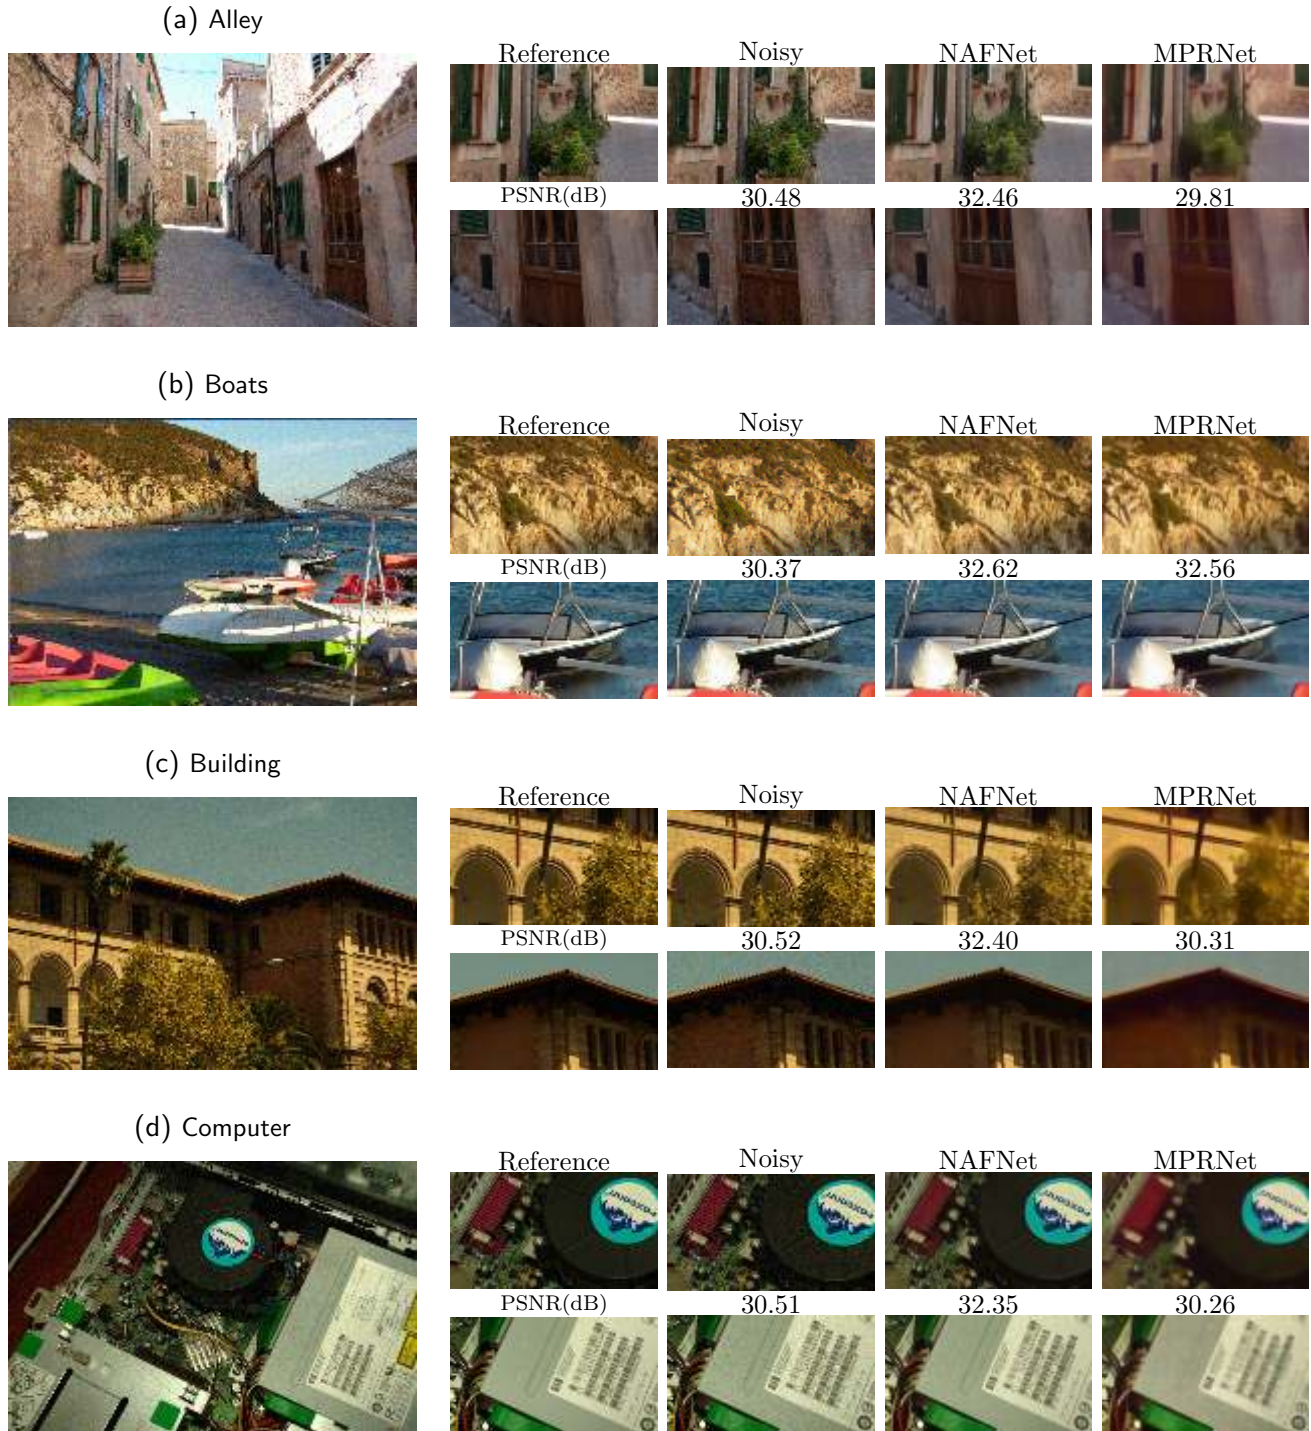 (a) Alley
Reference Noisy NAFNet MPRNet
PSNR(dB) 30.48 32.46 29.81
(b) Boats
Reference Noisy NAFNet MPRNet
PSNR(dB) 30.37 32.62 32.56
(c) Building
Reference Noisy NAFNet MPRNet
PSNR(dB) 30.52 32.40 30.31
(d) Computer
Reference Noisy NAFNet MPRNet
PSNR(dB) 30.51 32.35 30.26